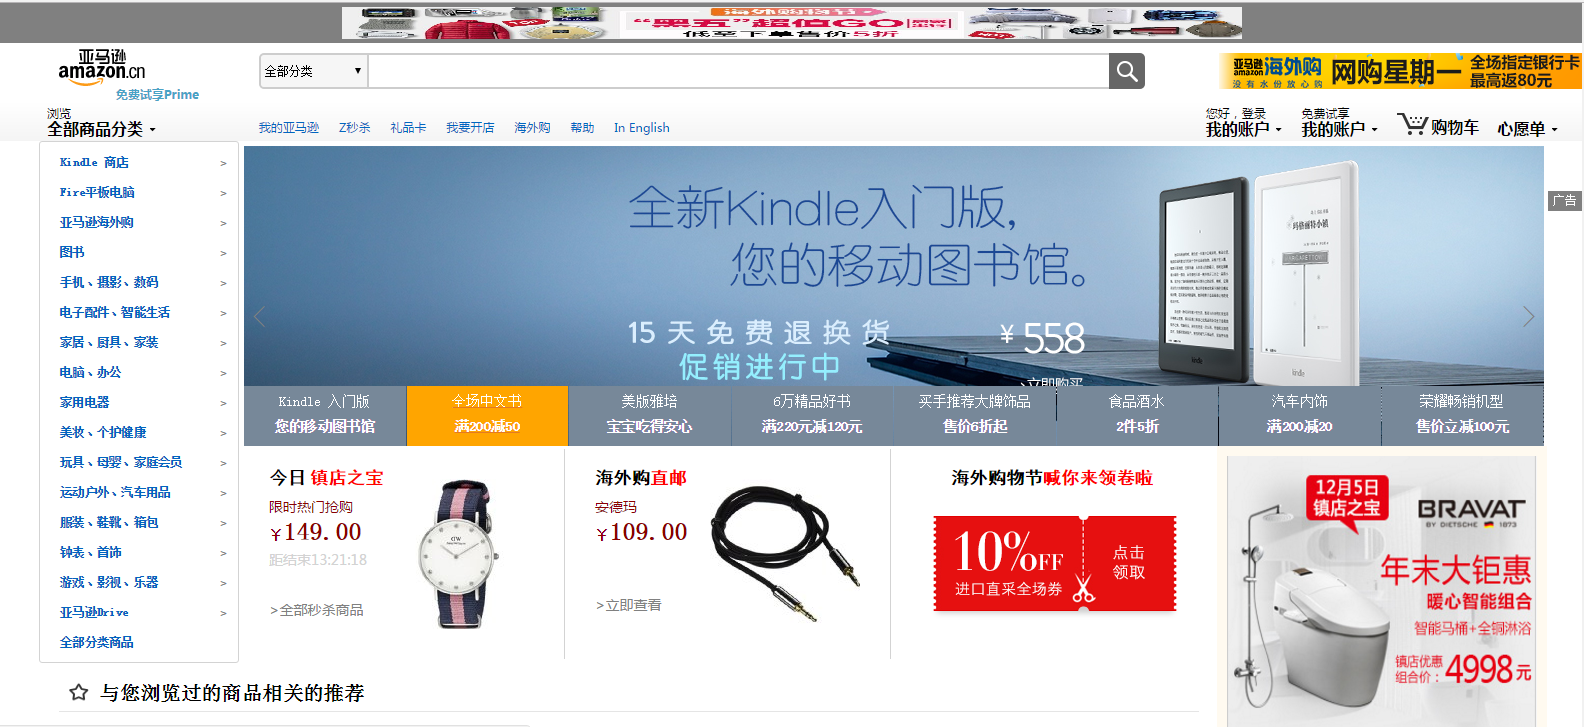 海外购物节
“黑五”超值GO
低至下单售价5折
亚马逊
amazon.cn
免费试享Prime
全部分类
亚马逊
amazon
海外购
没有水份放心购
网购星期一
全场指定银行卡
最高返80元
浏览
全部商品分类
我的亚马逊
Z秒杀
礼品卡
我要开店
海外购
帮助
In English
您好，登录
我的账户
免费试享
我的账户
购物车
心愿单
Kindle 商店 >
Fire平板电脑 >
亚马逊海外购 >
图书 >
手机、摄影、数码 >
电子配件、智能生活 >
家居、厨具、家装 >
电脑、办公 >
家用电器 >
美妆、个护健康 >
玩具、母婴、家庭会员 >
运动户外、汽车用品 >
服装、鞋靴、箱包 >
钟表、首饰 >
游戏、影视、乐器 >
亚马逊Drive >
全部分类商品
全新Kindle入门版,
您的移动图书馆。
15天免费退换货
促销进行中
¥ 558
>立即购买
玛格丽特小镇
kindle
kindle
广告
Kindle 入门版
您的移动图书馆
全场中文书
满200减50
美版雅培
宝宝吃得安心
6万精品好书
满220元减120元
买手推荐大牌饰品
售价6折起
食品酒水
2件5折
汽车内饰
满200减20
荣耀畅销机型
售价立减100元
今日 镇店之宝
限时热门抢购
¥149.00
距结束13:21:18
>全部秒杀商品
DW
海外购直邮
安德玛
¥109.00
>立即查看
海外购物节喊你来领卷啦
10%OFF
进口直采全场券
点击
领取
12月5日
镇店之宝
BRAVAT
BY DIETSCHE 1873
年末大钜惠
暖心智能组合
智能马桶+全铜淋浴
镇店优惠
组合价：4998元
与您浏览过的商品相关的推荐